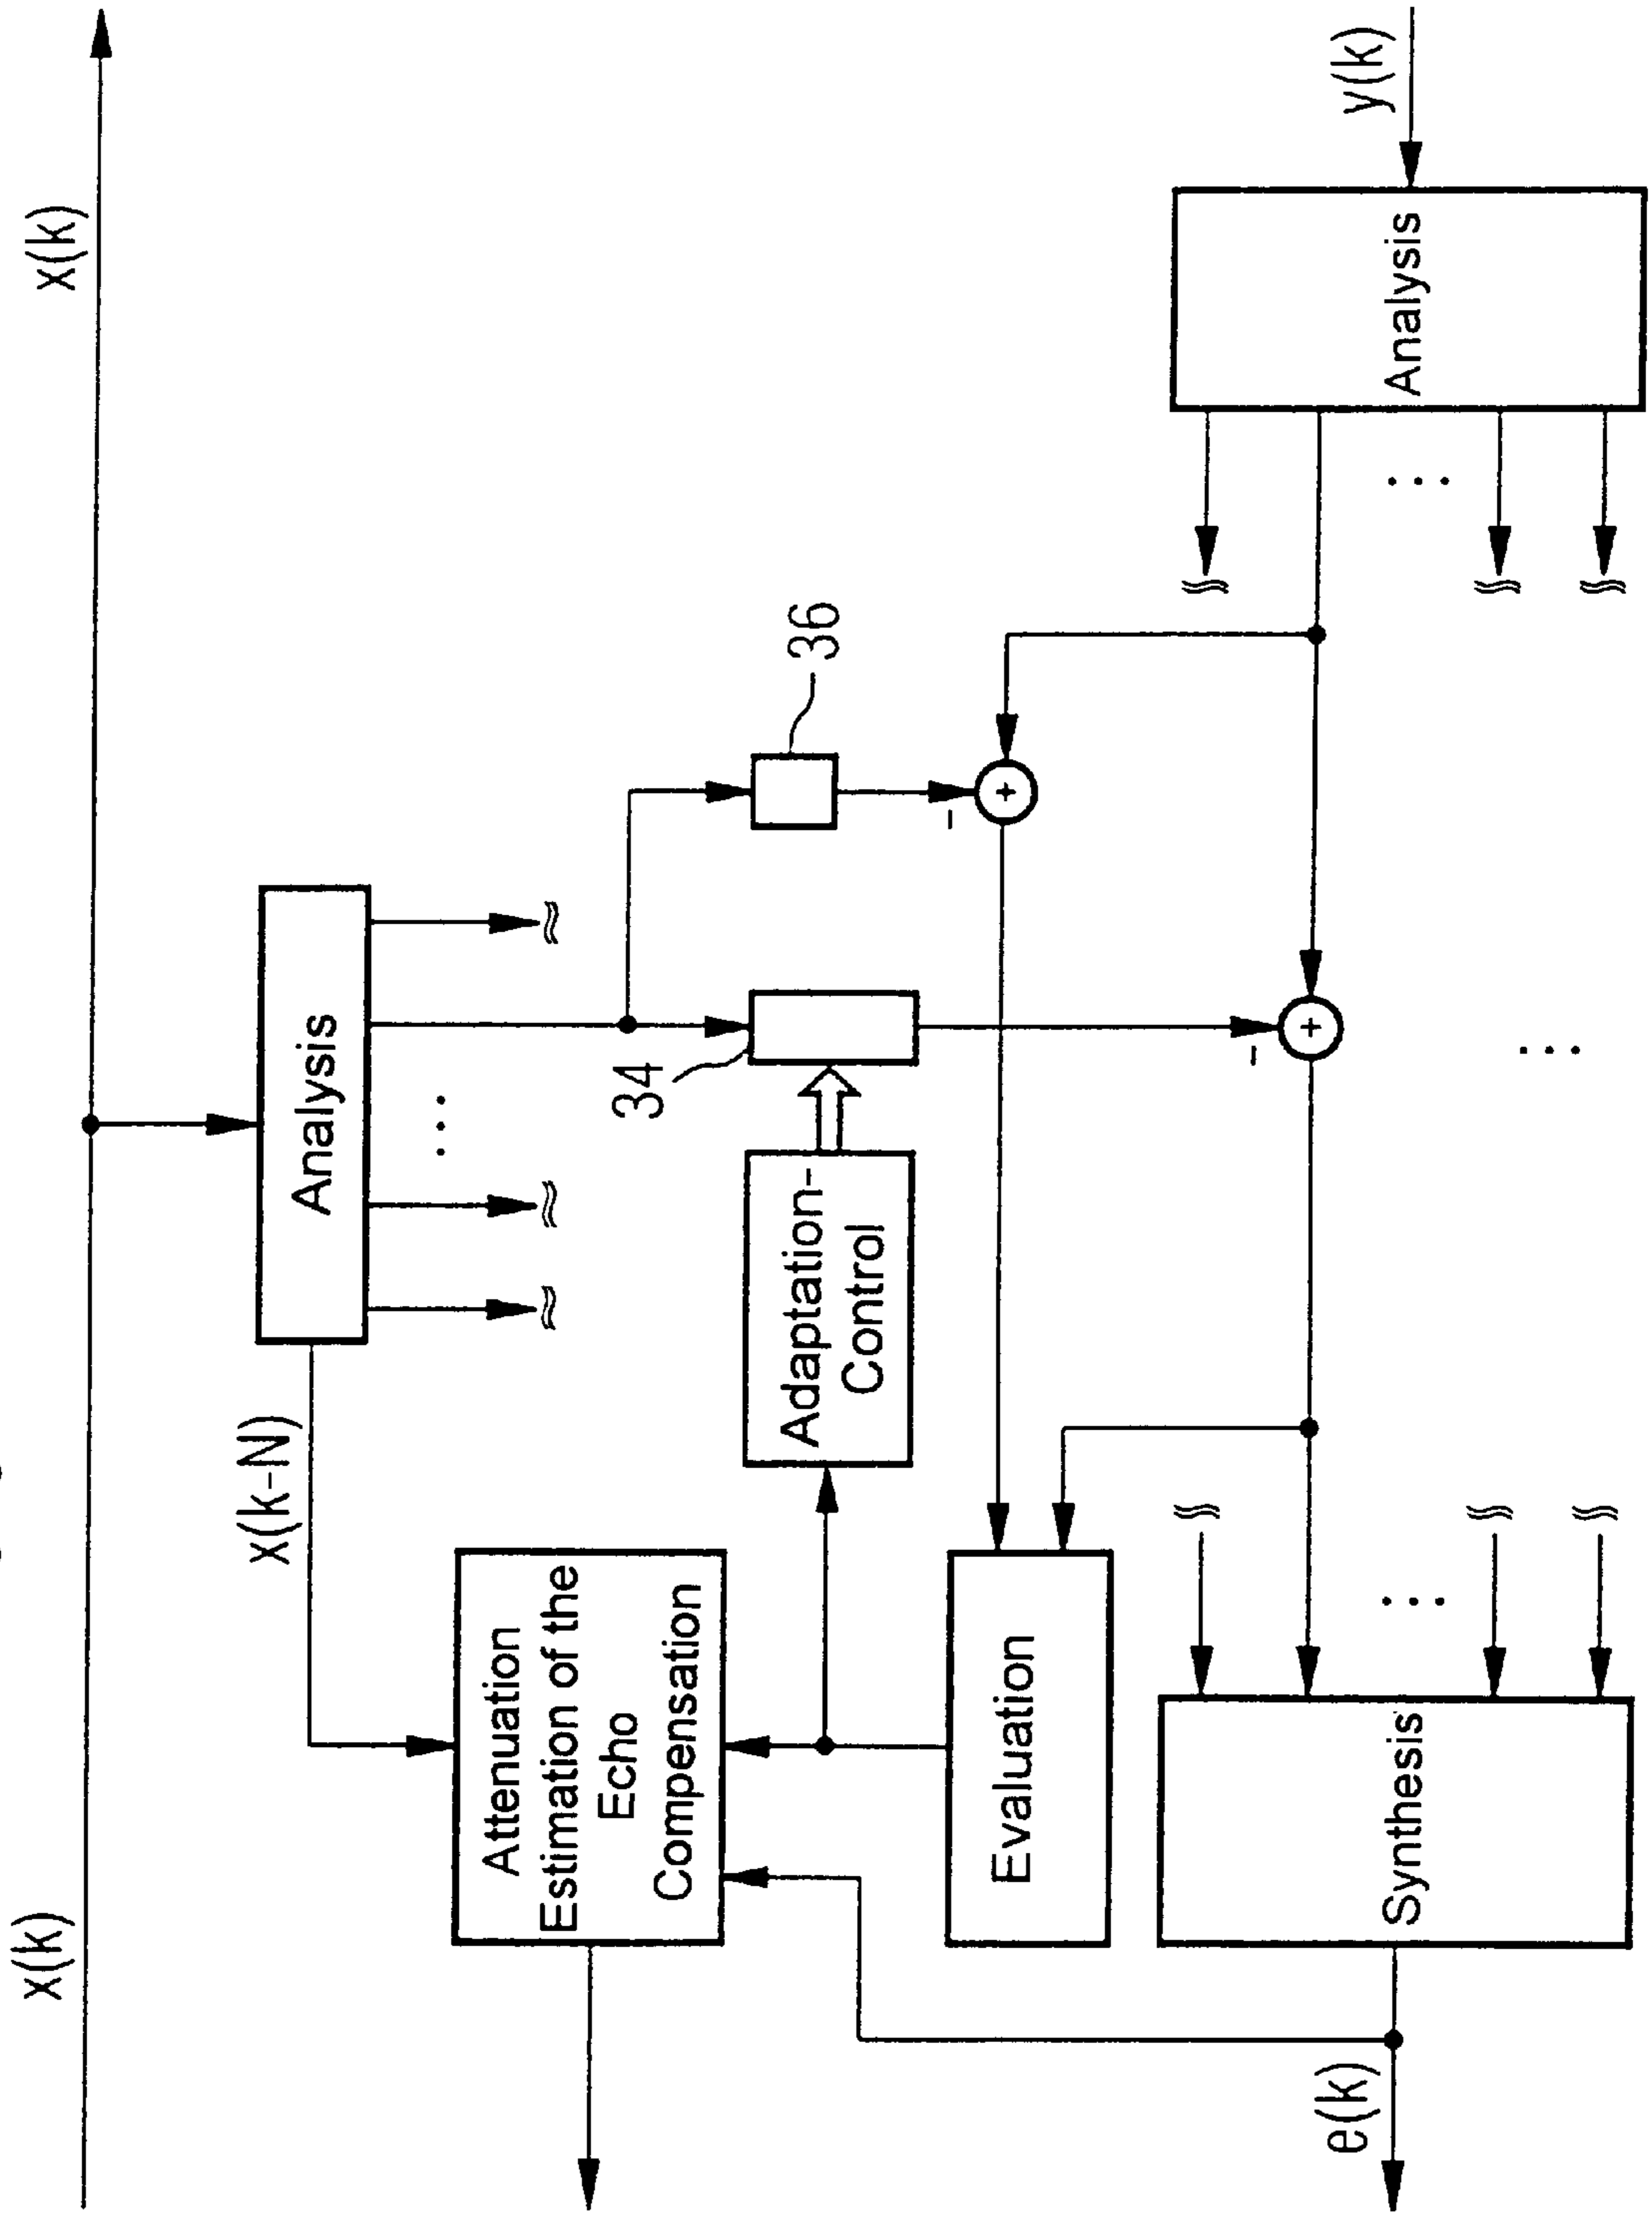 x(k)
x(k)
x(k-N)
Analysis
Attenuation
Estimation of the
Echo
Compensation
Adaptation-
Control
34
36
-
+
Evaluation
-
+
y(k)
Analysis
Synthesis
e(k)